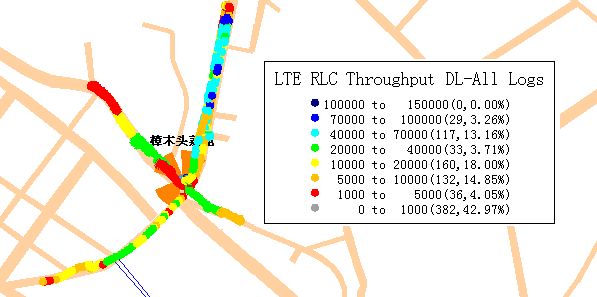 LTE RLC Throughput DL-All Logs
100000 to 150000(0,0.00%)
70000 to 100000(29,3.26%)
40000 to 70000(117,13.16%)
20000 to 40000(33,3.71%)
10000 to 20000(160,18.00%)
5000 to 10000(132,14.85%)
1000 to 5000(36,4.05%)
0 to 1000(382,42.97%)
樟木头